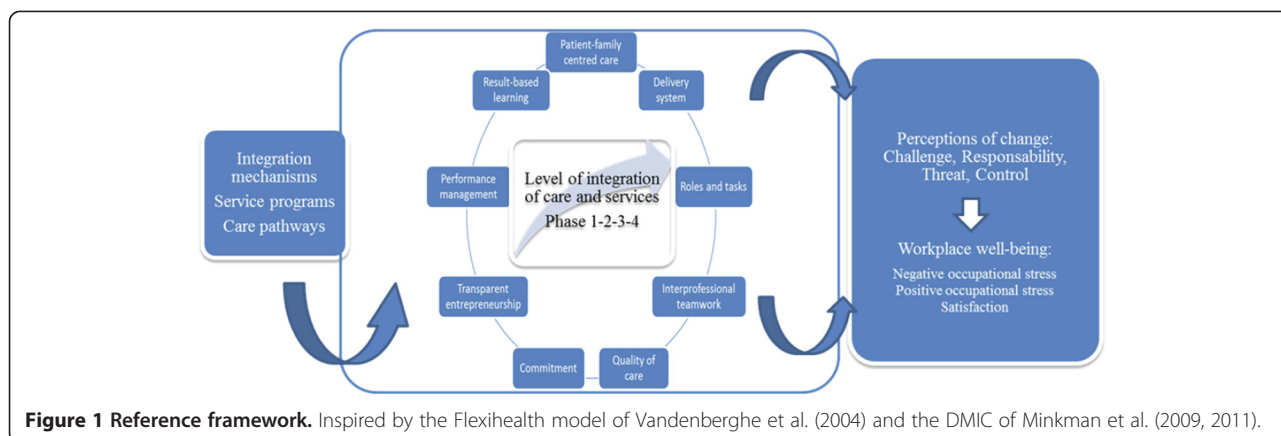 Integration
mechanisms
Service programs
Care pathways
Patient-family
centred care
Delivery
system
Roles and tasks
Interprofessional
teamwork
Quality of
care
Commitment
Transparent
entrepreneurship
Performance
management
Result-based
learning
Level of integration
of care and services
Phase 1-2-3-4
Perceptions of change:
Challenge, Responsability,
Threat, Control
Workplace well-being:
Negative occupational stress
Positive occupational stress
Satisfaction
Figure 1 Reference framework. Inspired by the Flexihealth model of Vandenberghe et al. (2004) and the DMIC of Minkman et al. (2009, 2011).